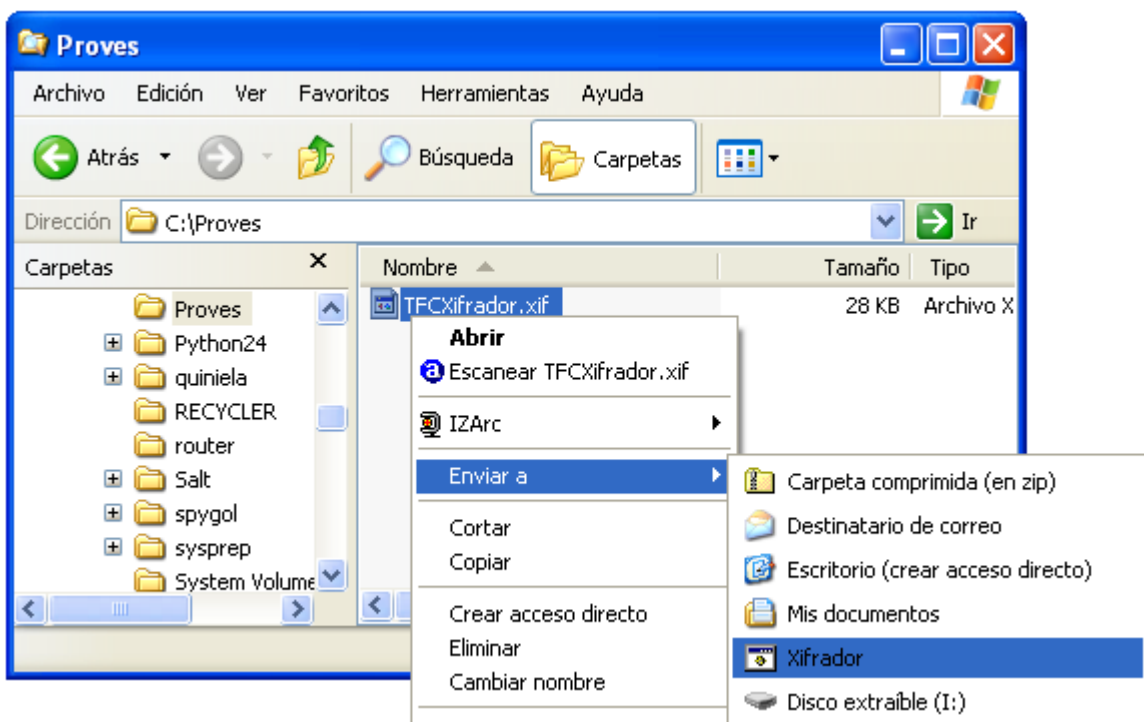 Proves
Archivo Edición Ver Favoritos Herramientas Ayuda
Atrás Búsqueda Carpetas
Dirección C:\Proves Ir
Carpetas X Nombre Tamaño Tipo
Proves TFCXifrador.xif 28 KB Archivo X
Python24
quiniela
RECYCLER
router
Salt
spygol
sysprep
System Volume
Abrir
Escanear TFCXifrador.xif
IZArc
Enviar a
Cortar
Copiar
Crear acceso directo
Eliminar
Cambiar nombre
Carpeta comprimida (en zip)
Destinatario de correo
Escritorio (crear acceso directo)
Mis documentos
Xifrador
Disco extraíble (I:)